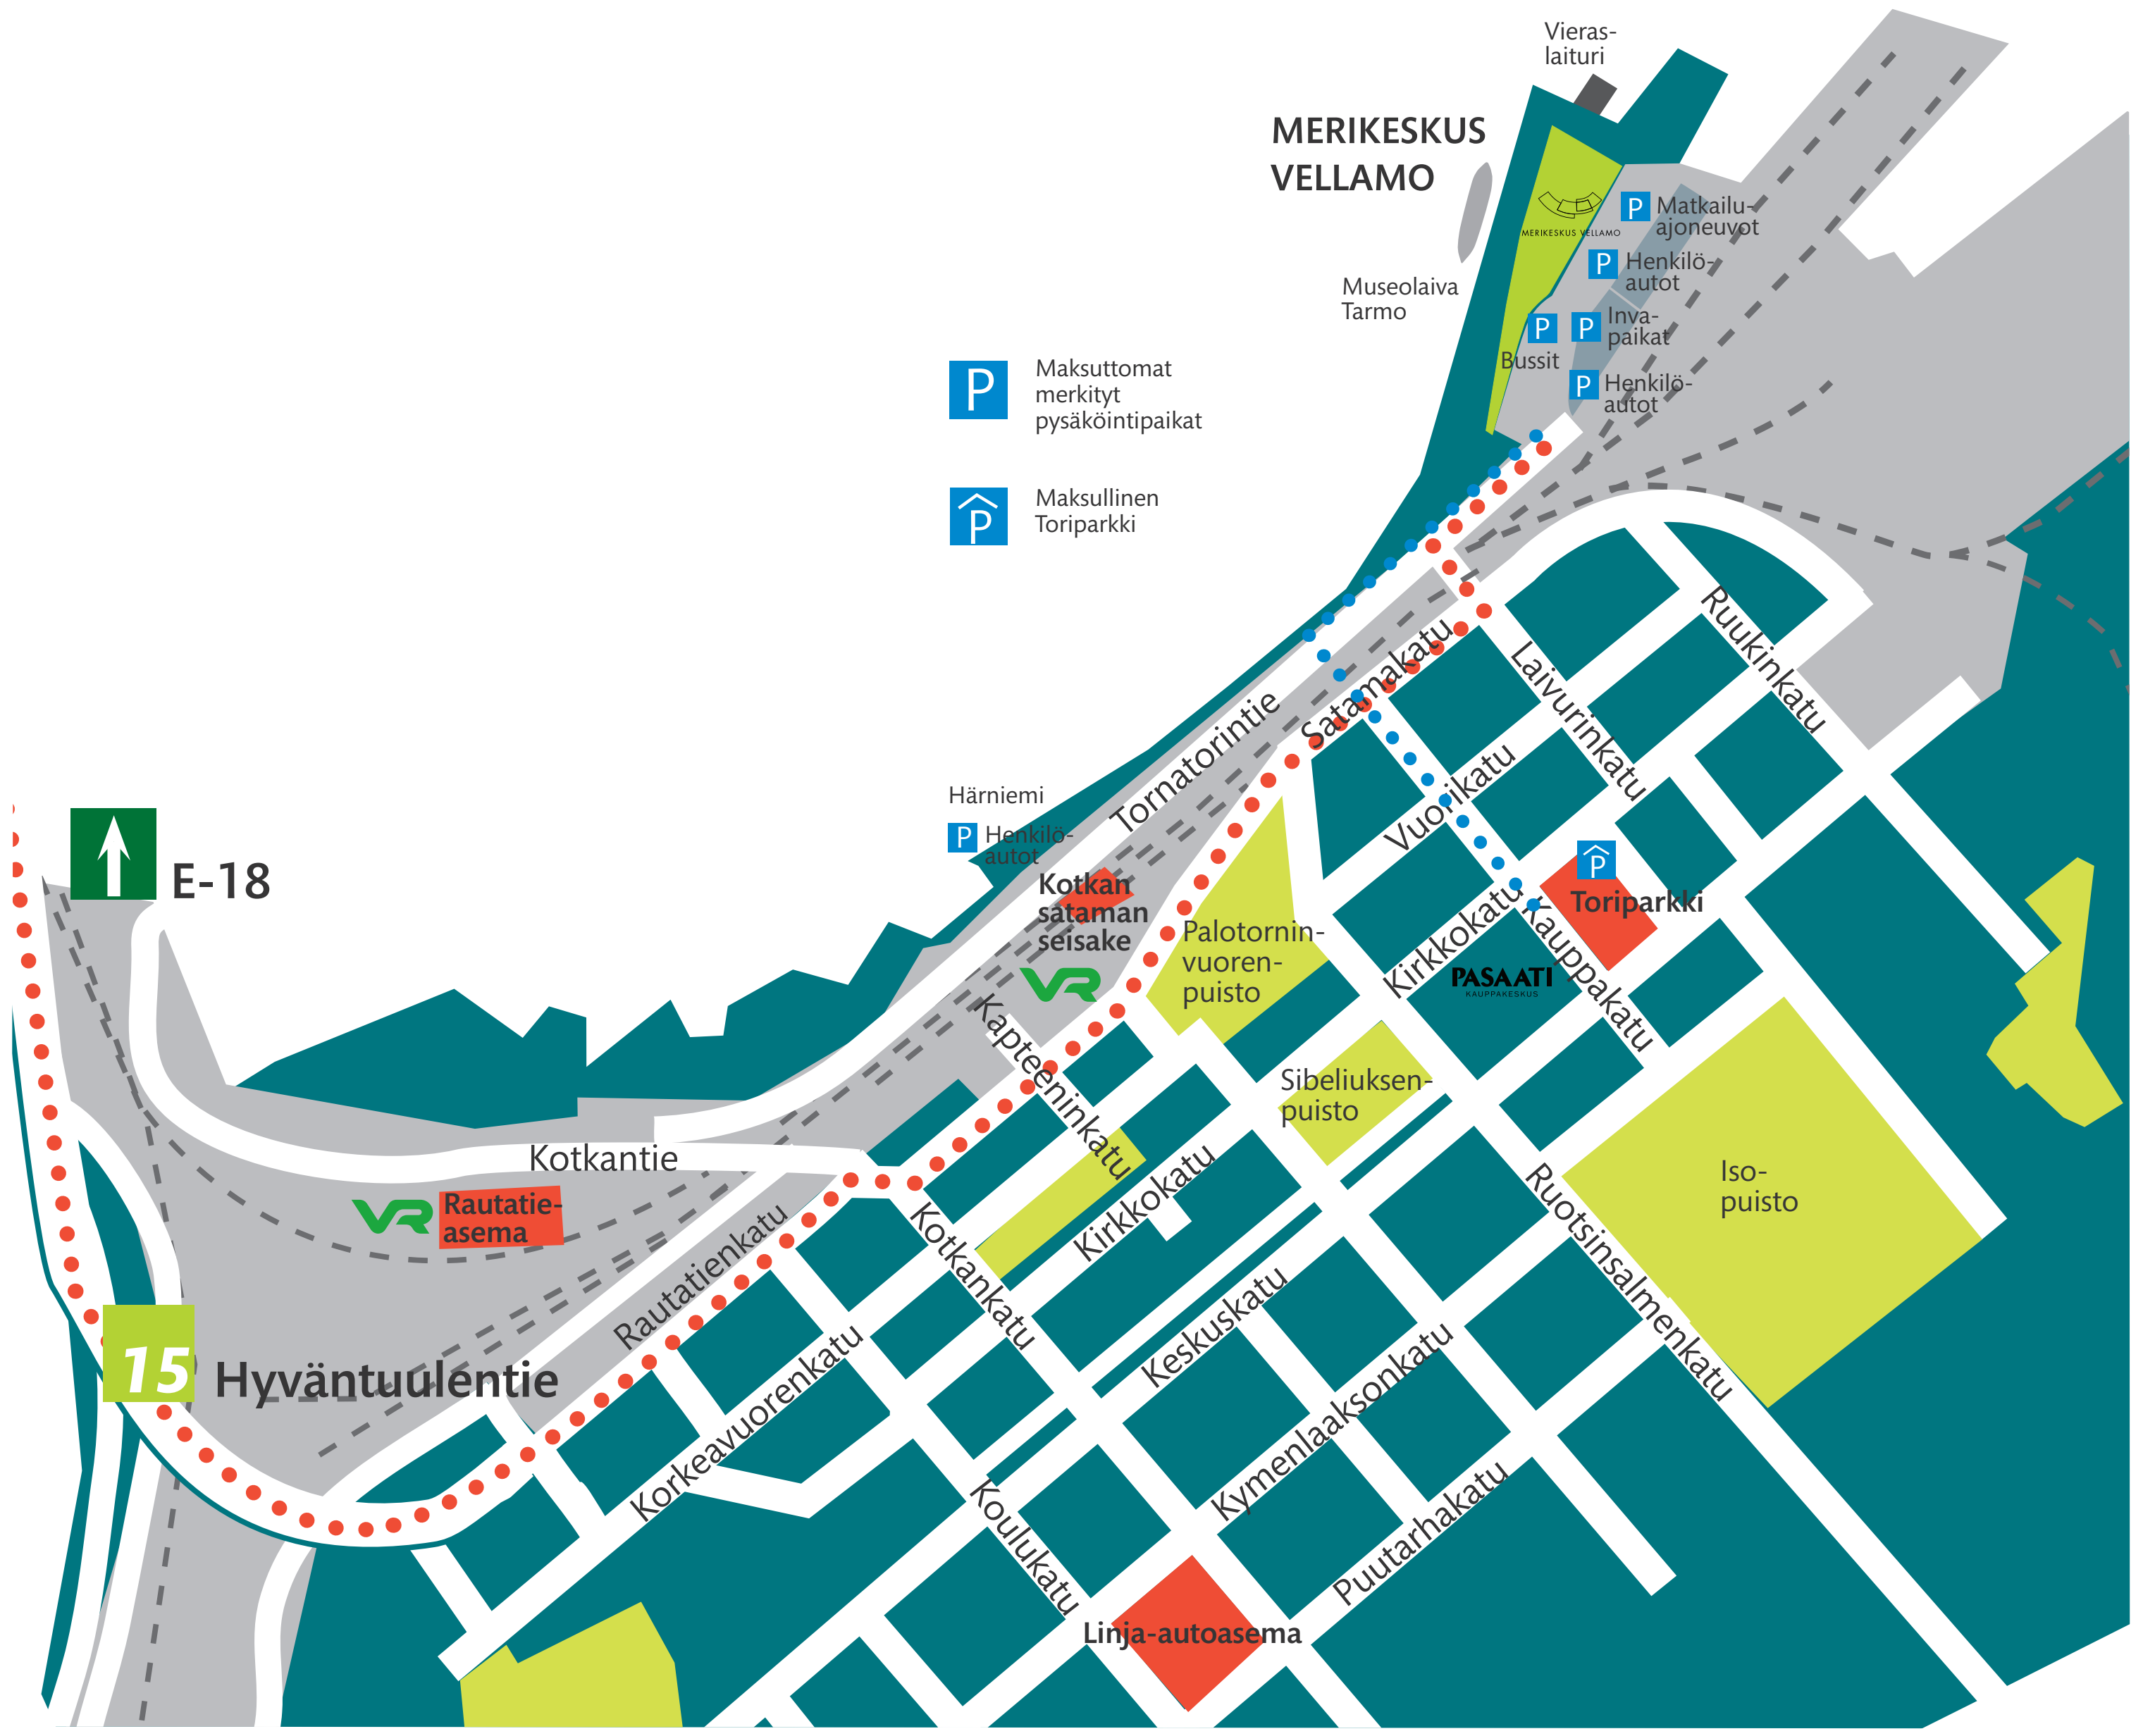 Vieras-
laituri
MERIKESKUS
VELLAMO
MERIKESKUS VELLAMO
P
Matkailu-
ajoneuvot
P
Henkilö-
autot
Museolaiva
Tarmo
P
Bussit
P
Inva-
paikat
P
Henkilö-
autot
P
Maksuttomat
merkityt
pysäköintipaikat
P
Maksullinen
Toriparkki
Ruukinkatu
Laivurinkatu
Satamakatu
Tornatorintie
Vuorikatu
Härniemi
P
Henkilö-
autot
E-18
Kotkan
sataman
seisake
VR
P
Toriparkki
Palotornin-
vuoren-
puisto
Kirkkokatu
Kauppakatu
PASAATI
KAUPPAKESKUS
Kapteeninkatu
Sibeliuksen-
puisto
Kotkantie
VR
Rautatie-
asema
Iso-
puisto
Kirkkokatu
Rautatienkatu
Kotkankatu
Ruotsinsalmenkatu
Keskuskatu
15
Hyväntuulentie
Korkeavuorenkatu
Kymenlaaksonkatu
Koulukatu
Puutarhakatu
Linja-autoasema